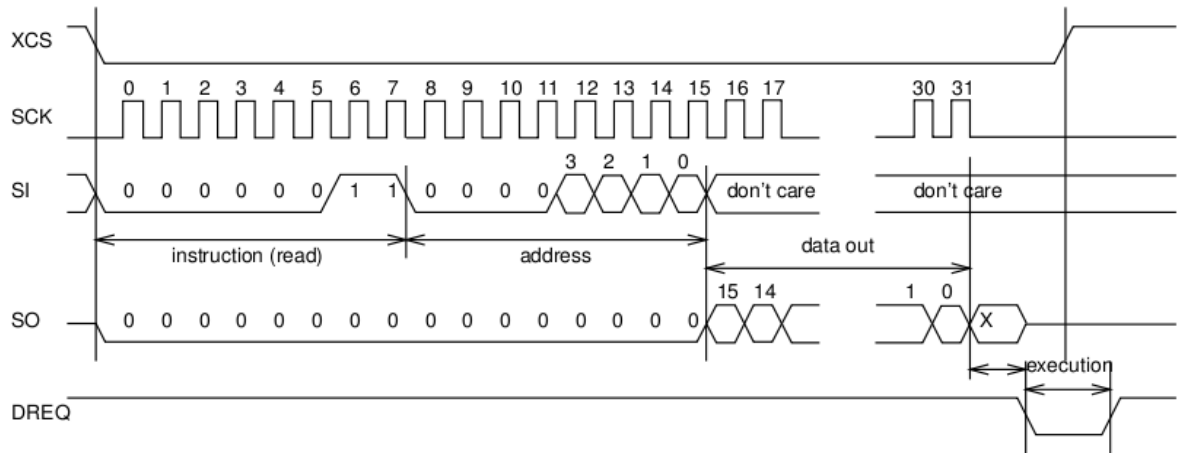 XCS
0 1 2 3 4 5 6 7 8 9 10 11 12 13 14 15 16 17 30 31
SCK
3 2 1 0
SI 0 0 0 0 0 0 1 1 0 0 0 0 don't care don't care
instruction (read) address data out
15 14 1 0
SO 0 0 0 0 0 0 0 0 0 0 0 0 0 0 0 0 X
execution
DREQ